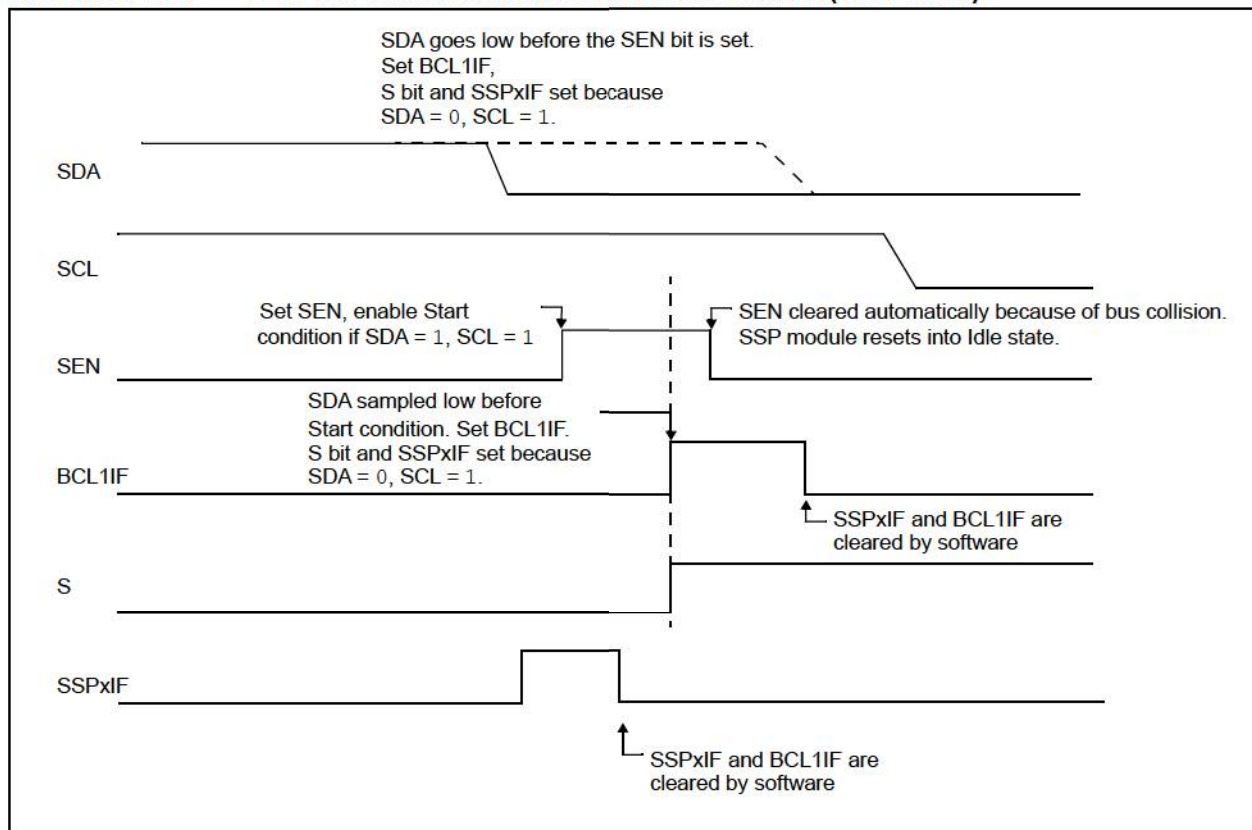 SDA goes low before the SEN bit is set.
Set BCL1IF,
S bit and SSPxIF set because
SDA = 0, SCL = 1.
SDA
SCL
Set SEN, enable Start
condition if SDA = 1, SCL = 1
SEN cleared automatically because of bus collision.
SSP module resets into Idle state.
SEN
SDA sampled low before
Start condition. Set BCL1IF.
S bit and SSPxIF set because
SDA = 0, SCL = 1.
BCL1IF
SSPxIF and BCL1IF are
cleared by software
S
SSPxIF
SSPxIF and BCL1IF are
cleared by software